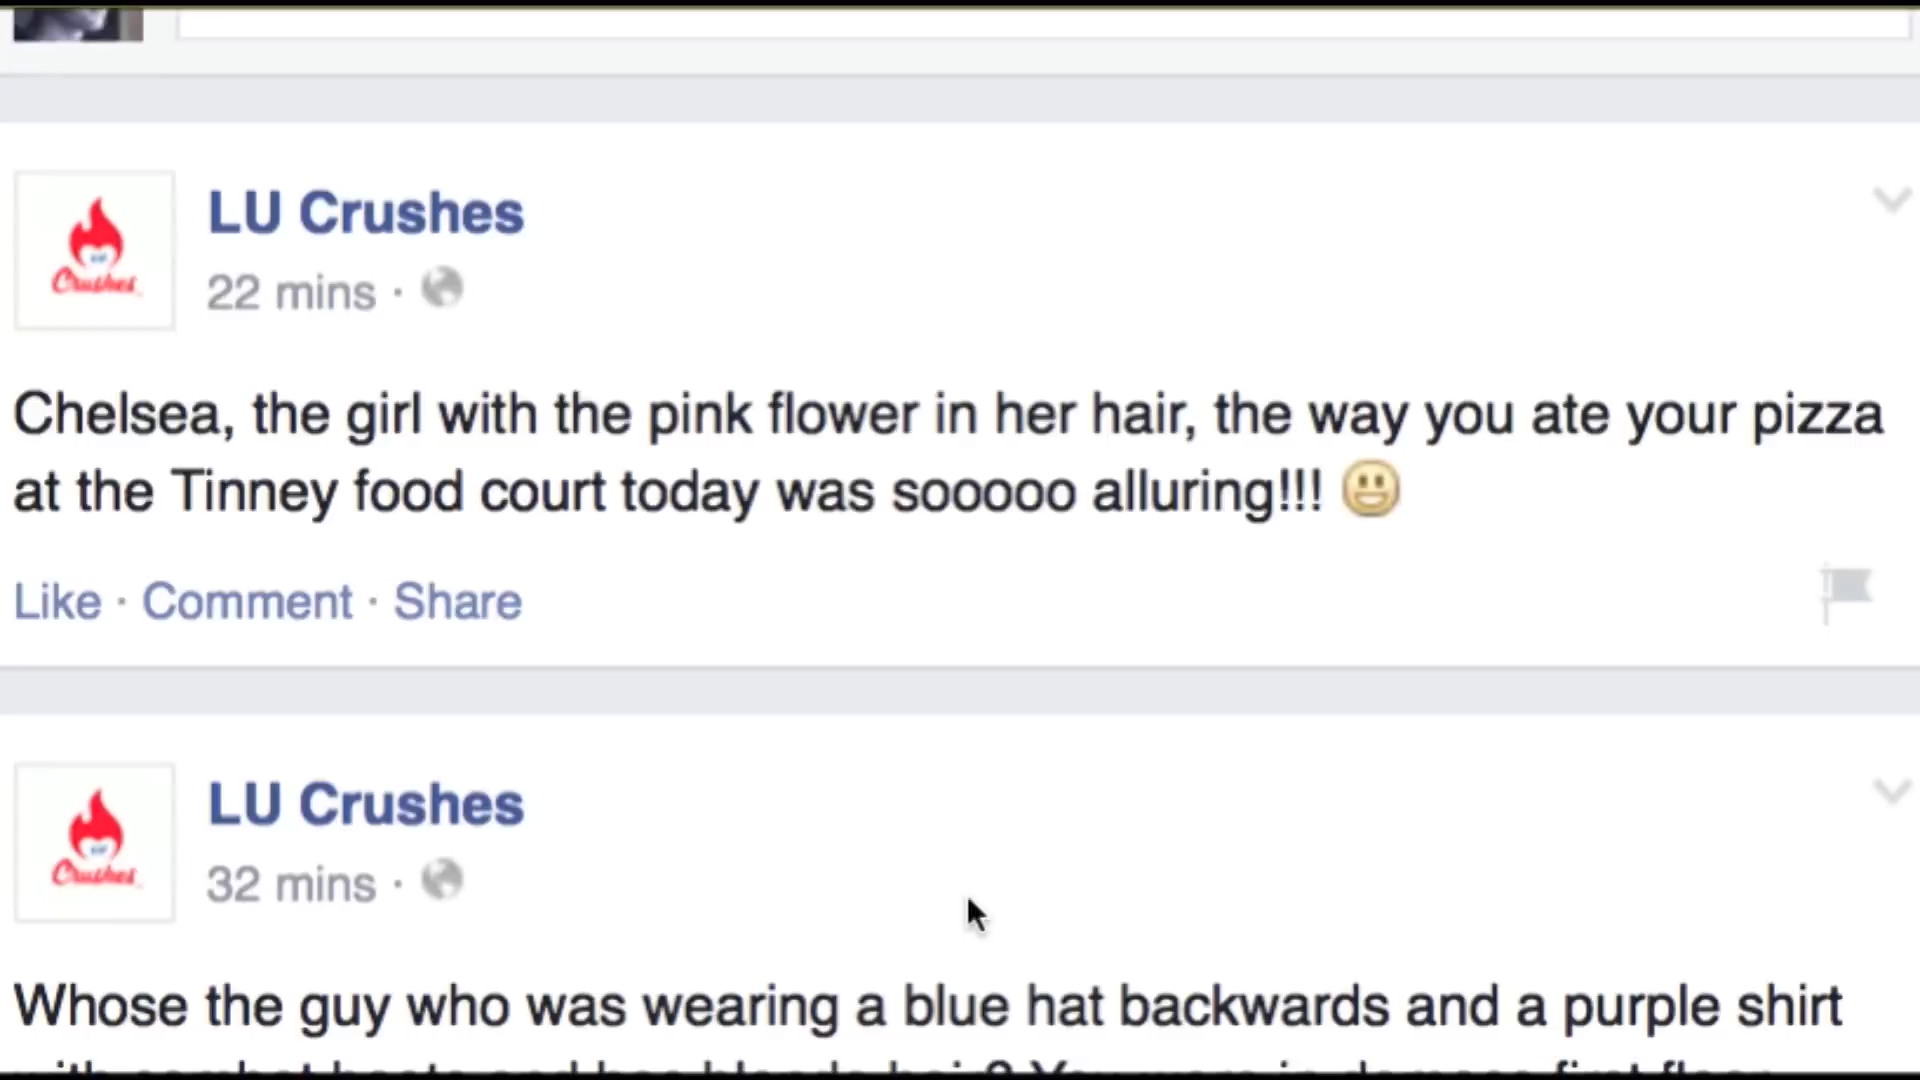 LU Crushes
22 mins ·
Crushes
Chelsea, the girl with the pink flower in her hair, the way you ate your pizza
at the Tinney food court today was sooooo alluring!!!
Like · Comment · Share
LU Crushes
32 mins ·
Crushes
Whose the guy who was wearing a blue hat backwards and a purple shirt